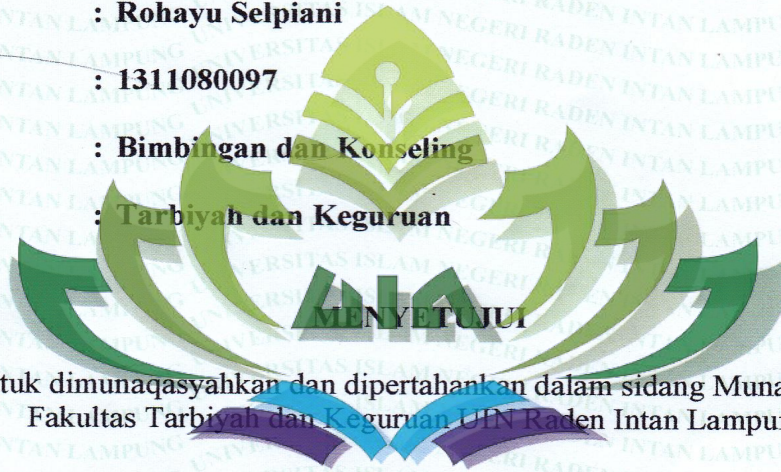 : Rohayu Selpiani
: 1311080097
: Bimbingan dan Konseling
: Tarbiyah dan Keguruan
MENYETUJUI
tuk dimunaqasyahkan dan dipertahankan dalam sidang Muna
Fakultas Tarbiyah dan Keguruan UIN Raden Intan Lampu